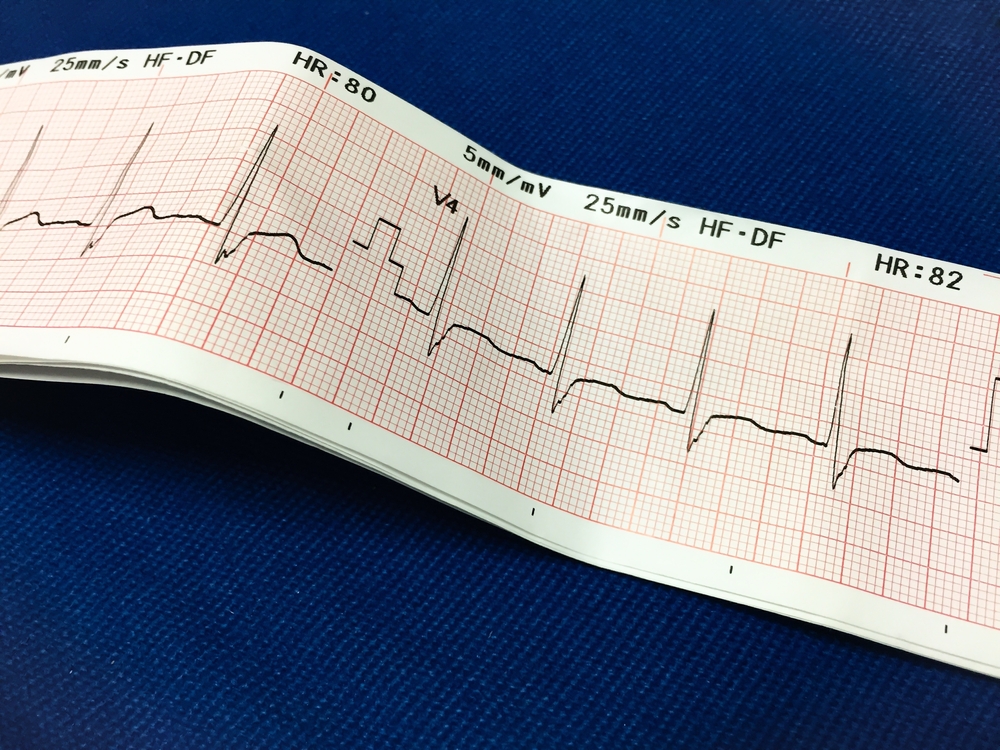 /mV 25mm/s HF·DF
HR:80
5mm/mV 25mm/s HF·DF
HR:82
V4